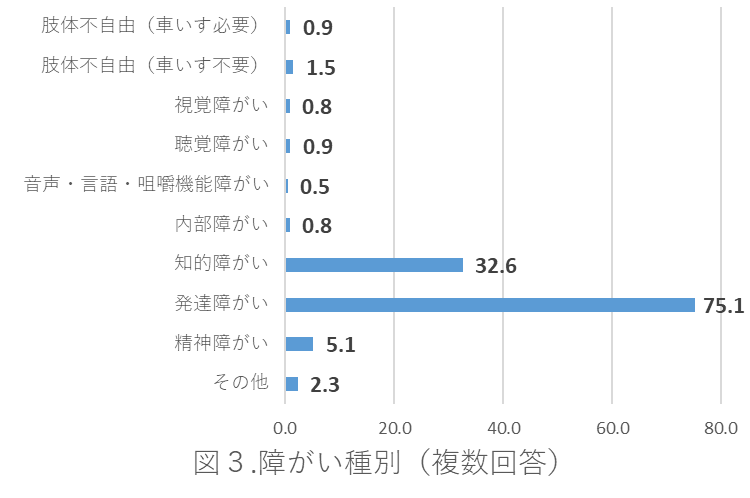 肢体不自由（車いす必要） 0.9
肢体不自由（車いす不要） 1.5
視覚障がい 0.8
聴覚障がい 0.9
音声・言語・咀嚼機能障がい 0.5
内部障がい 0.8
知的障がい 32.6
発達障がい 75.1
精神障がい 5.1
その他 2.3
0.0 20.0 40.0 60.0 80.0
図３.障がい種別（複数回答）